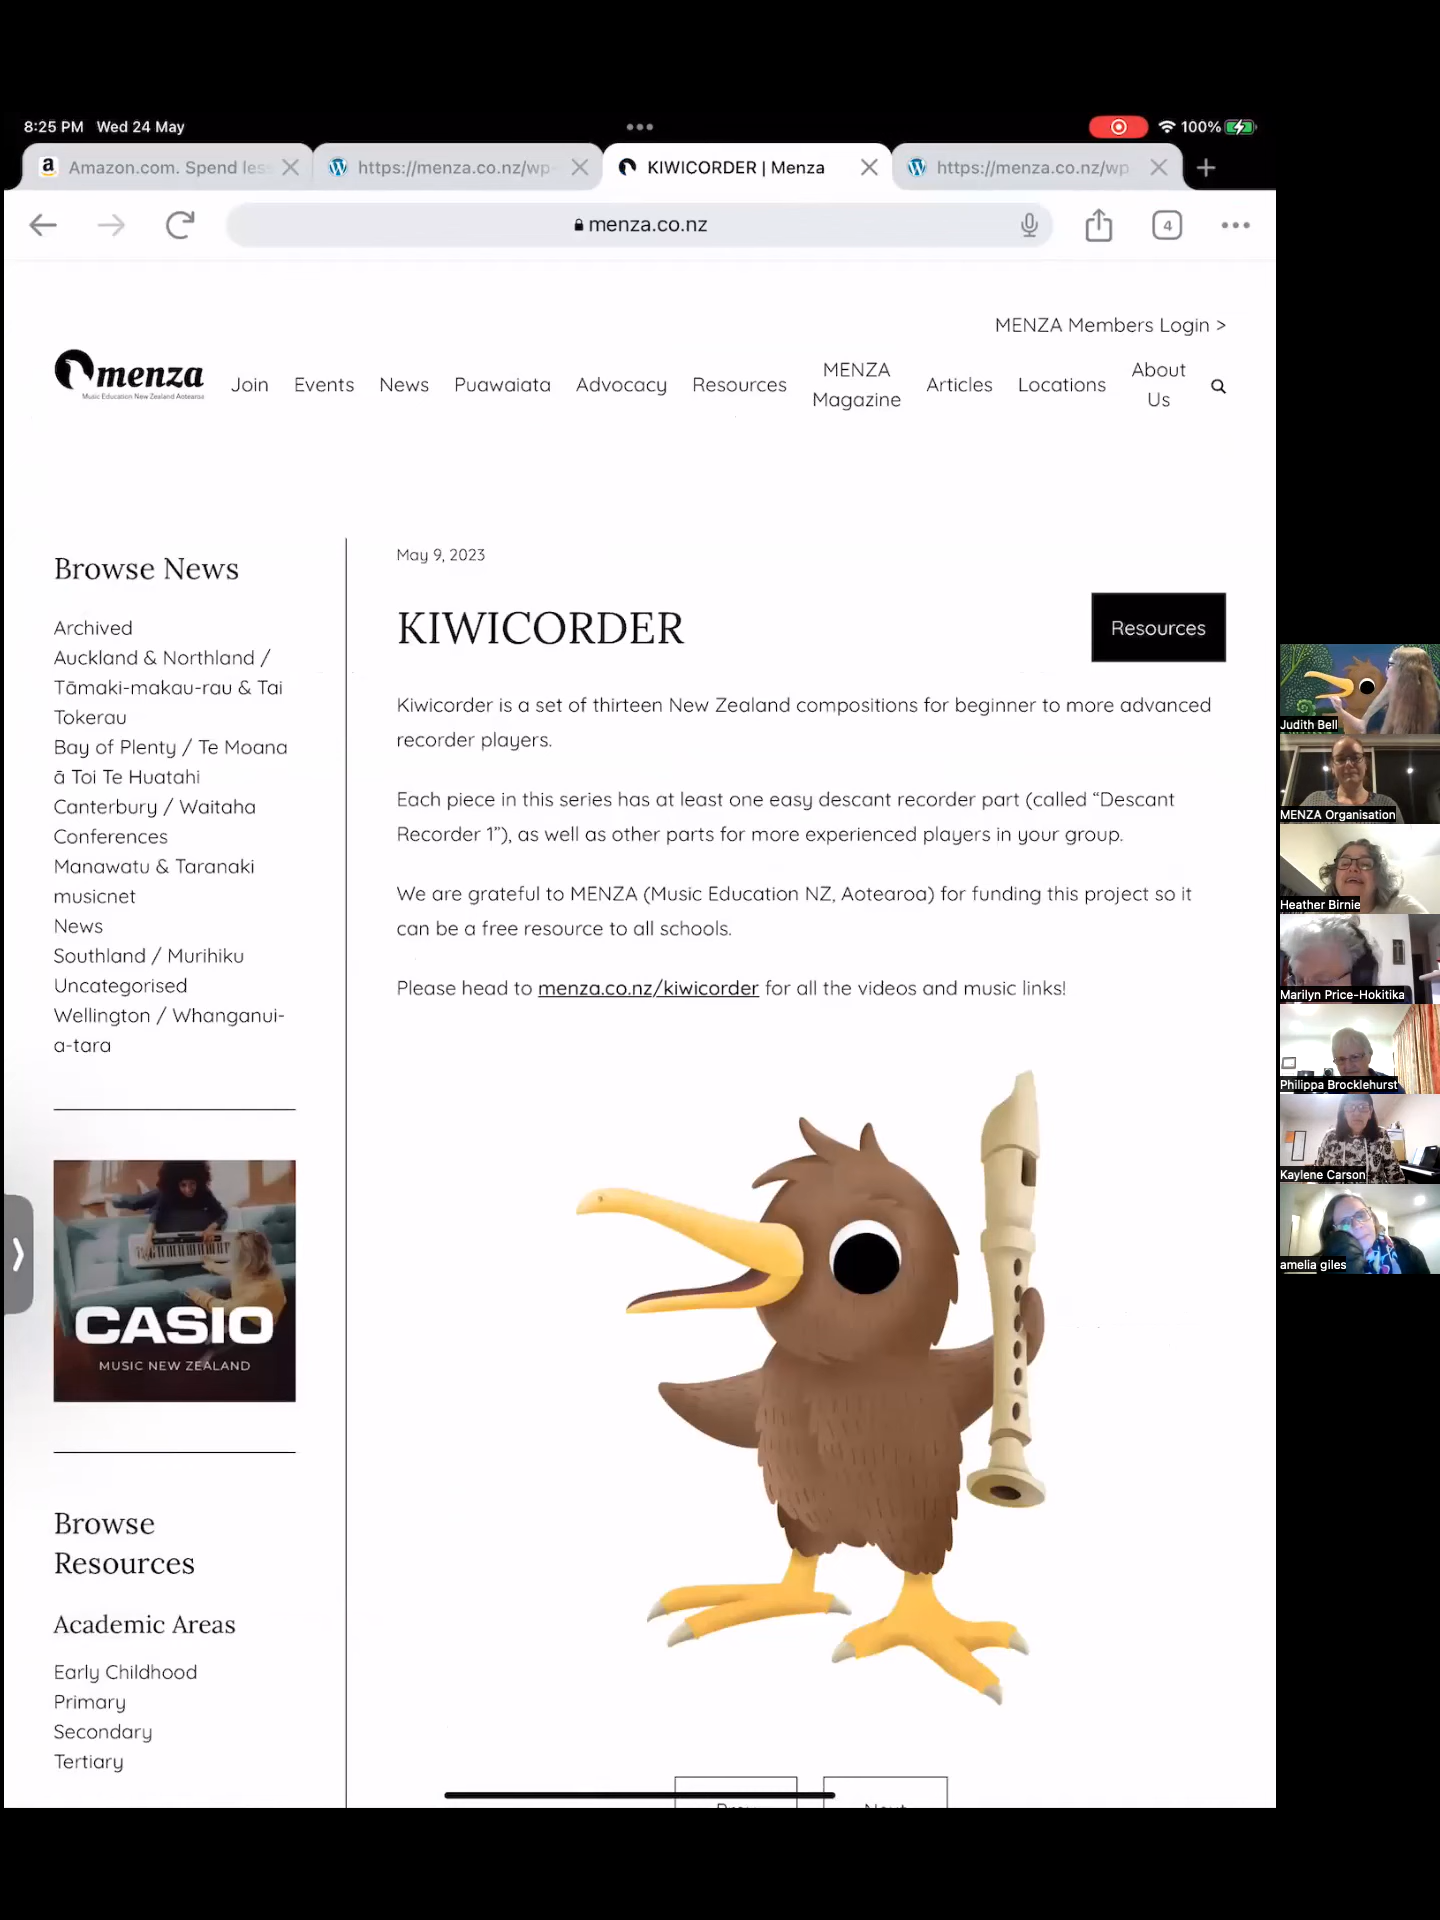 8:25 PM Wed 24 May
100%
Amazon.com. Spend less
https://menza.co.nz/wp-
KIWICORDER | Menza
https://menza.co.nz/wp
menza.co.nz
4
MENZA Members Login >
menza
Music Education New Zealand Aotearoa
Join
Events
News
Puawaiata
Advocacy
Resources
MENZA
Magazine
Articles
Locations
About
Us
Browse News
Archived
Auckland & Northland /
Tāmaki-makau-rau & Tai
Tokerau
Bay of Plenty / Te Moana
ā Toi Te Huatahi
Canterbury / Waitaha
Conferences
Manawatu & Taranaki
musicnet
News
Southland / Murihiku
Uncategorised
Wellington / Whanganui-
a-tara
CASIO
MUSIC NEW ZEALAND
Browse
Resources
Academic Areas
Early Childhood
Primary
Secondary
Tertiary
May 9, 2023
KIWICORDER
Resources
Kiwicorder is a set of thirteen New Zealand compositions for beginner to more advanced
recorder players.
Each piece in this series has at least one easy descant recorder part (called “Descant
Recorder 1”), as well as other parts for more experienced players in your group.
We are grateful to MENZA (Music Education NZ, Aotearoa) for funding this project so it
can be a free resource to all schools.
Please head to menza.co.nz/kiwicorder for all the videos and music links!
Judith Bell
MENZA Organisation
Heather Birnie
Marilyn Price-Hokitika
Philippa Brocklehurst
Kaylene Carson
amelia giles